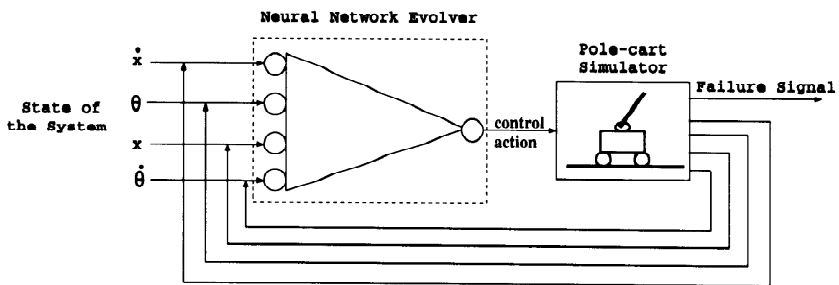 Neural Network Evolver
Pole-cart
Simulator
Failure Signal
State of
the System
ẋ
θ
x
θ̇
control
action